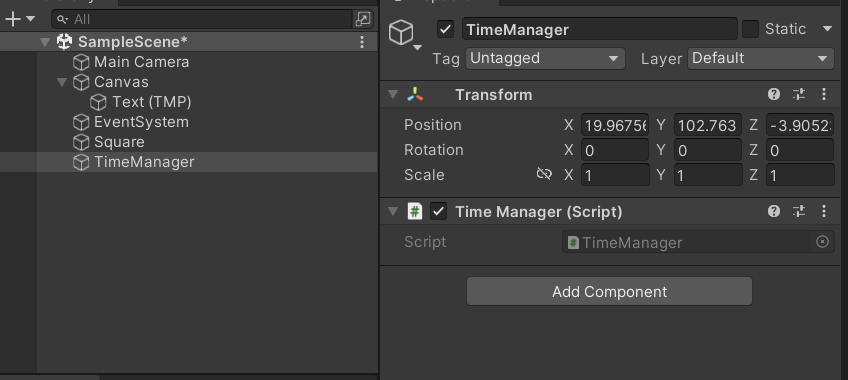 All
SampleScene*
Main Camera
Canvas
Text (TMP)
EventSystem
Square
TimeManager
TimeManager
Static
Tag Untagged Layer Default
Transform
Position X 19.9675 Y 102.763 Z -3.9052
Rotation X 0 Y 0 Z 0
Scale X 1 Y 1 Z 1
# Time Manager (Script)
Script # TimeManager
Add Component